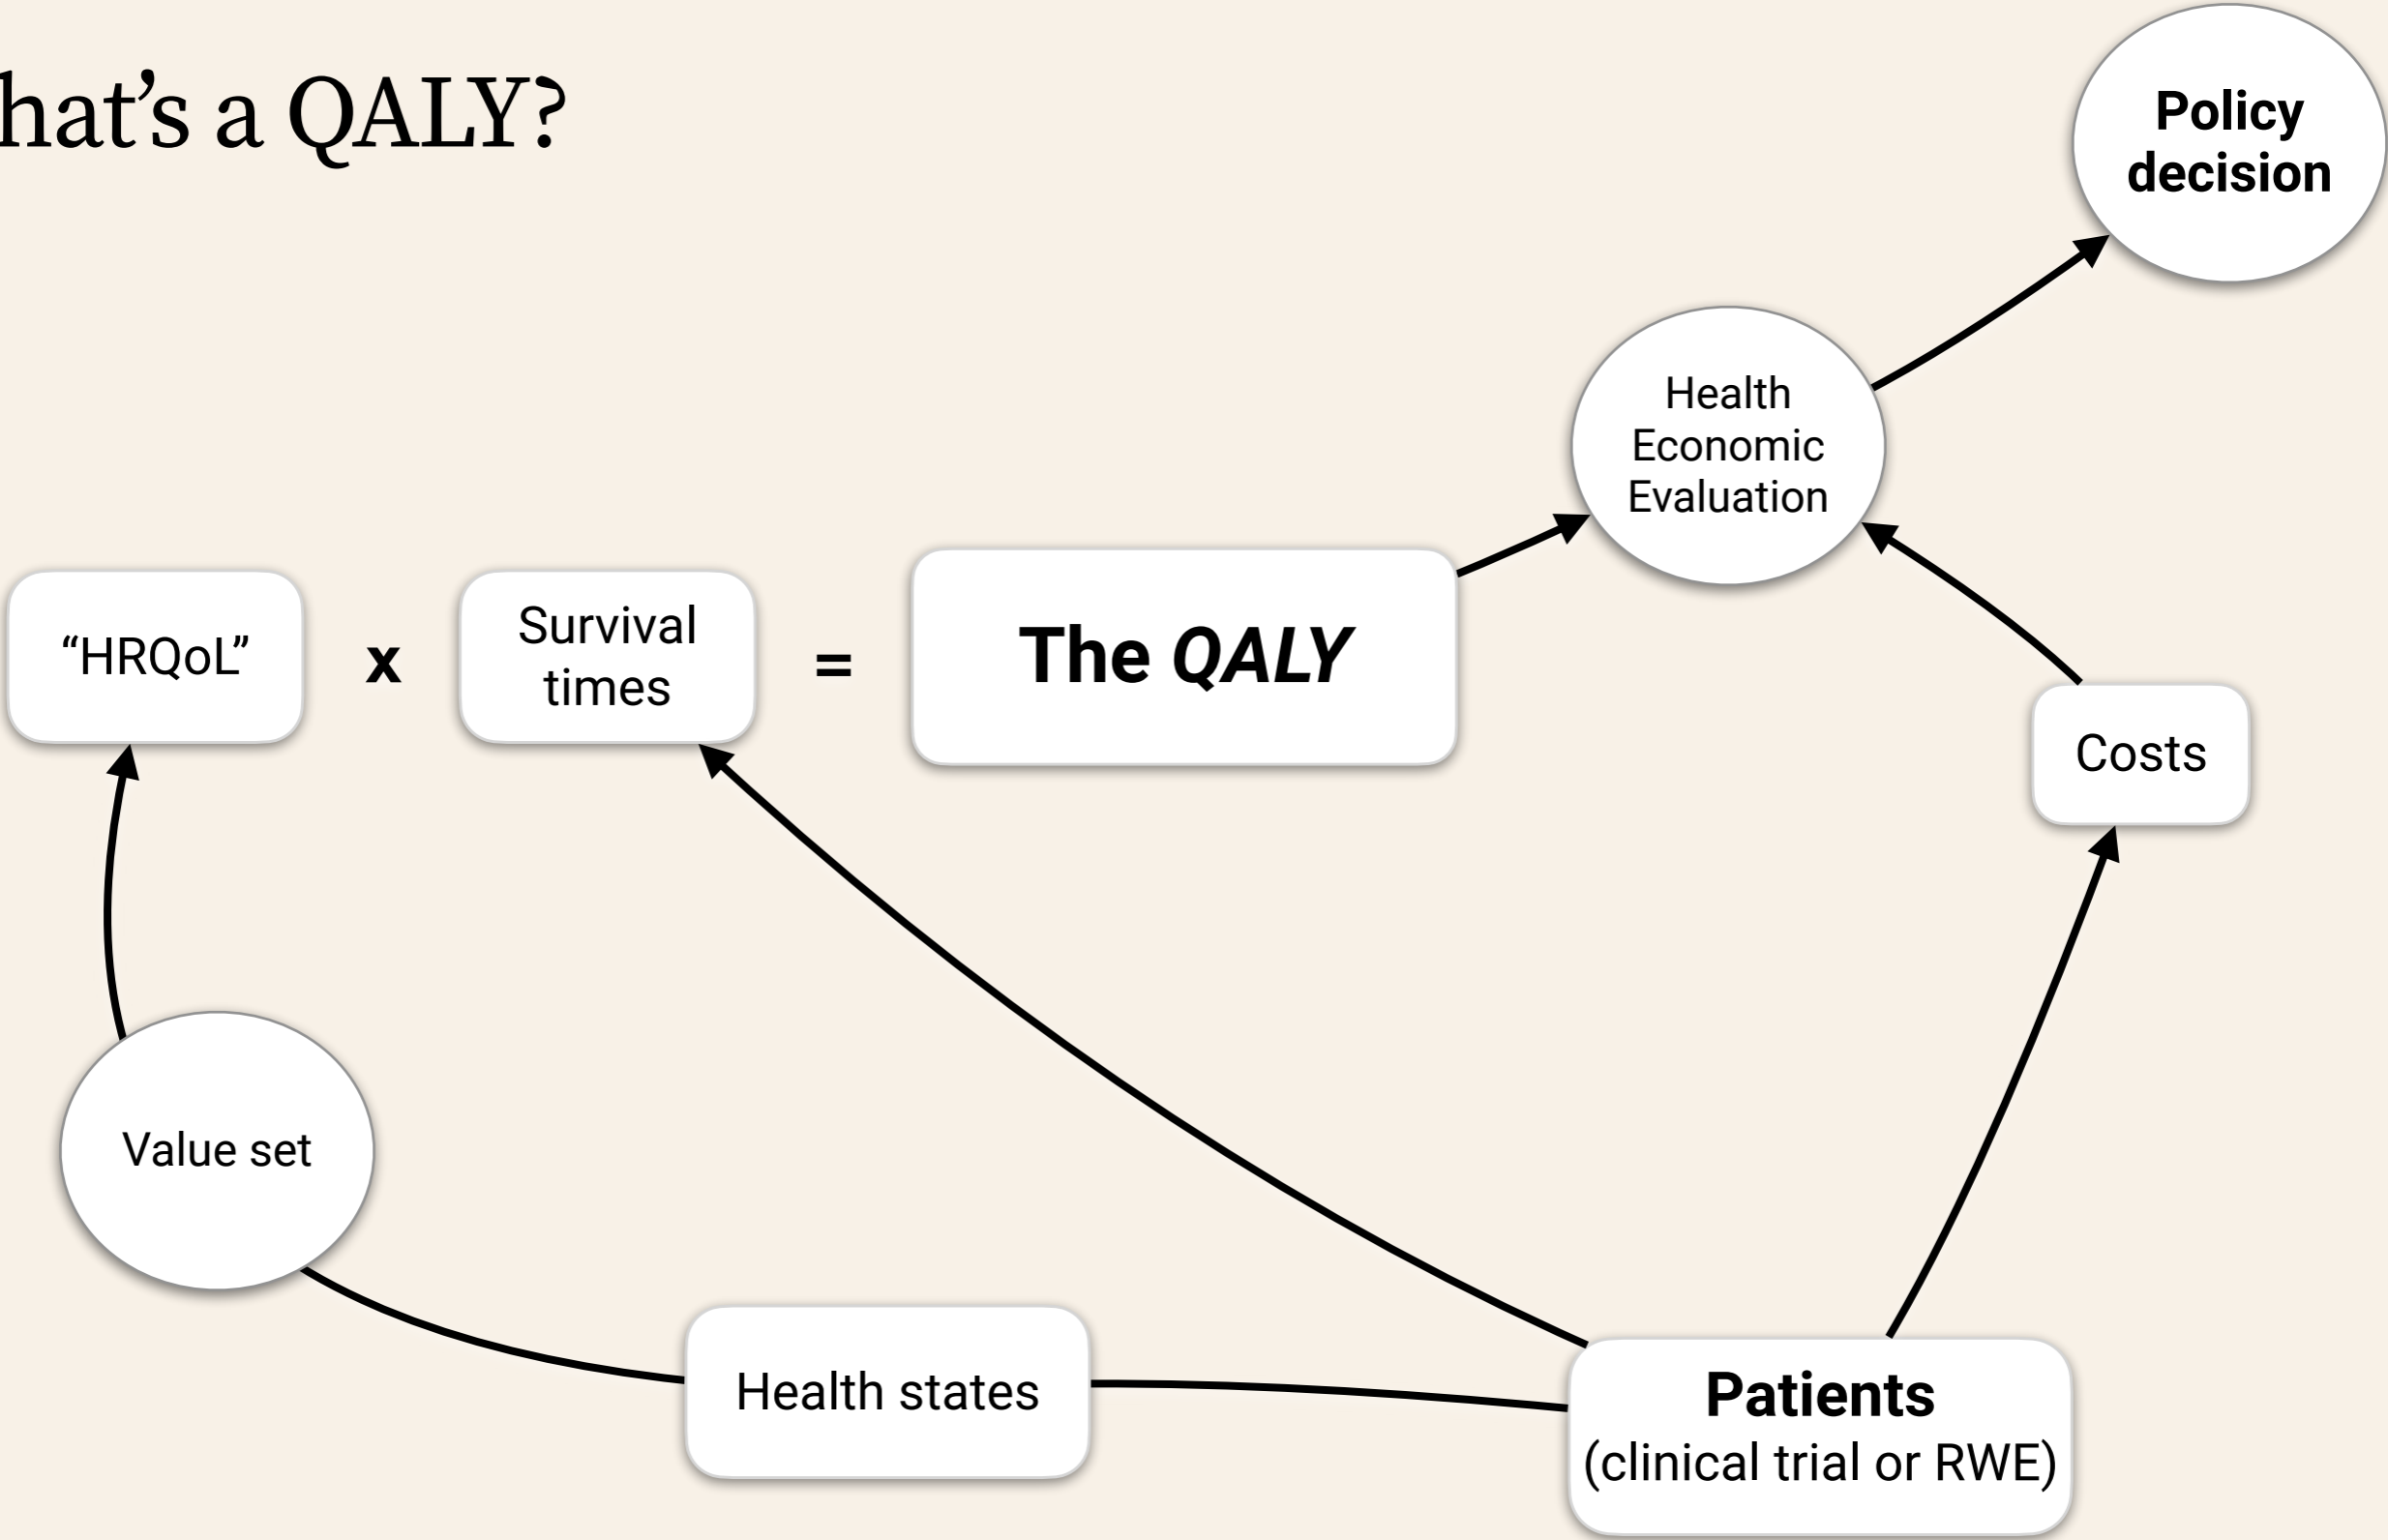 hat’s a QALY?
Policy
decision
Health
Economic
Evaluation
“HRQoL”
x
Survival
times
=
The QALY
Costs
Value set
Health states
Patients
(clinical trial or RWE)